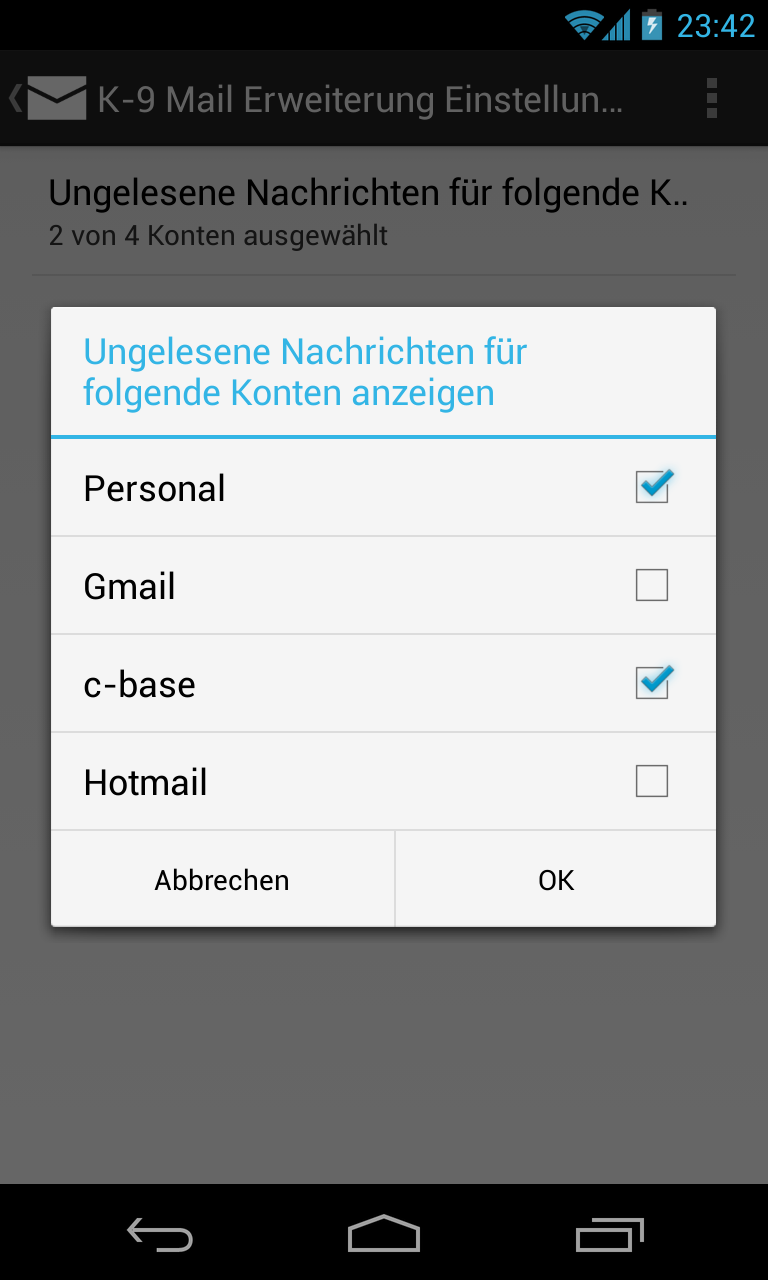 23:42
K-9 Mail Erweiterung Einstellun...
Ungelesene Nachrichten für folgende K..
2 von 4 Konten ausgewählt
Ungelesene Nachrichten für
folgende Konten anzeigen
Personal
Gmail
c-base
Hotmail
Abbrechen
OK